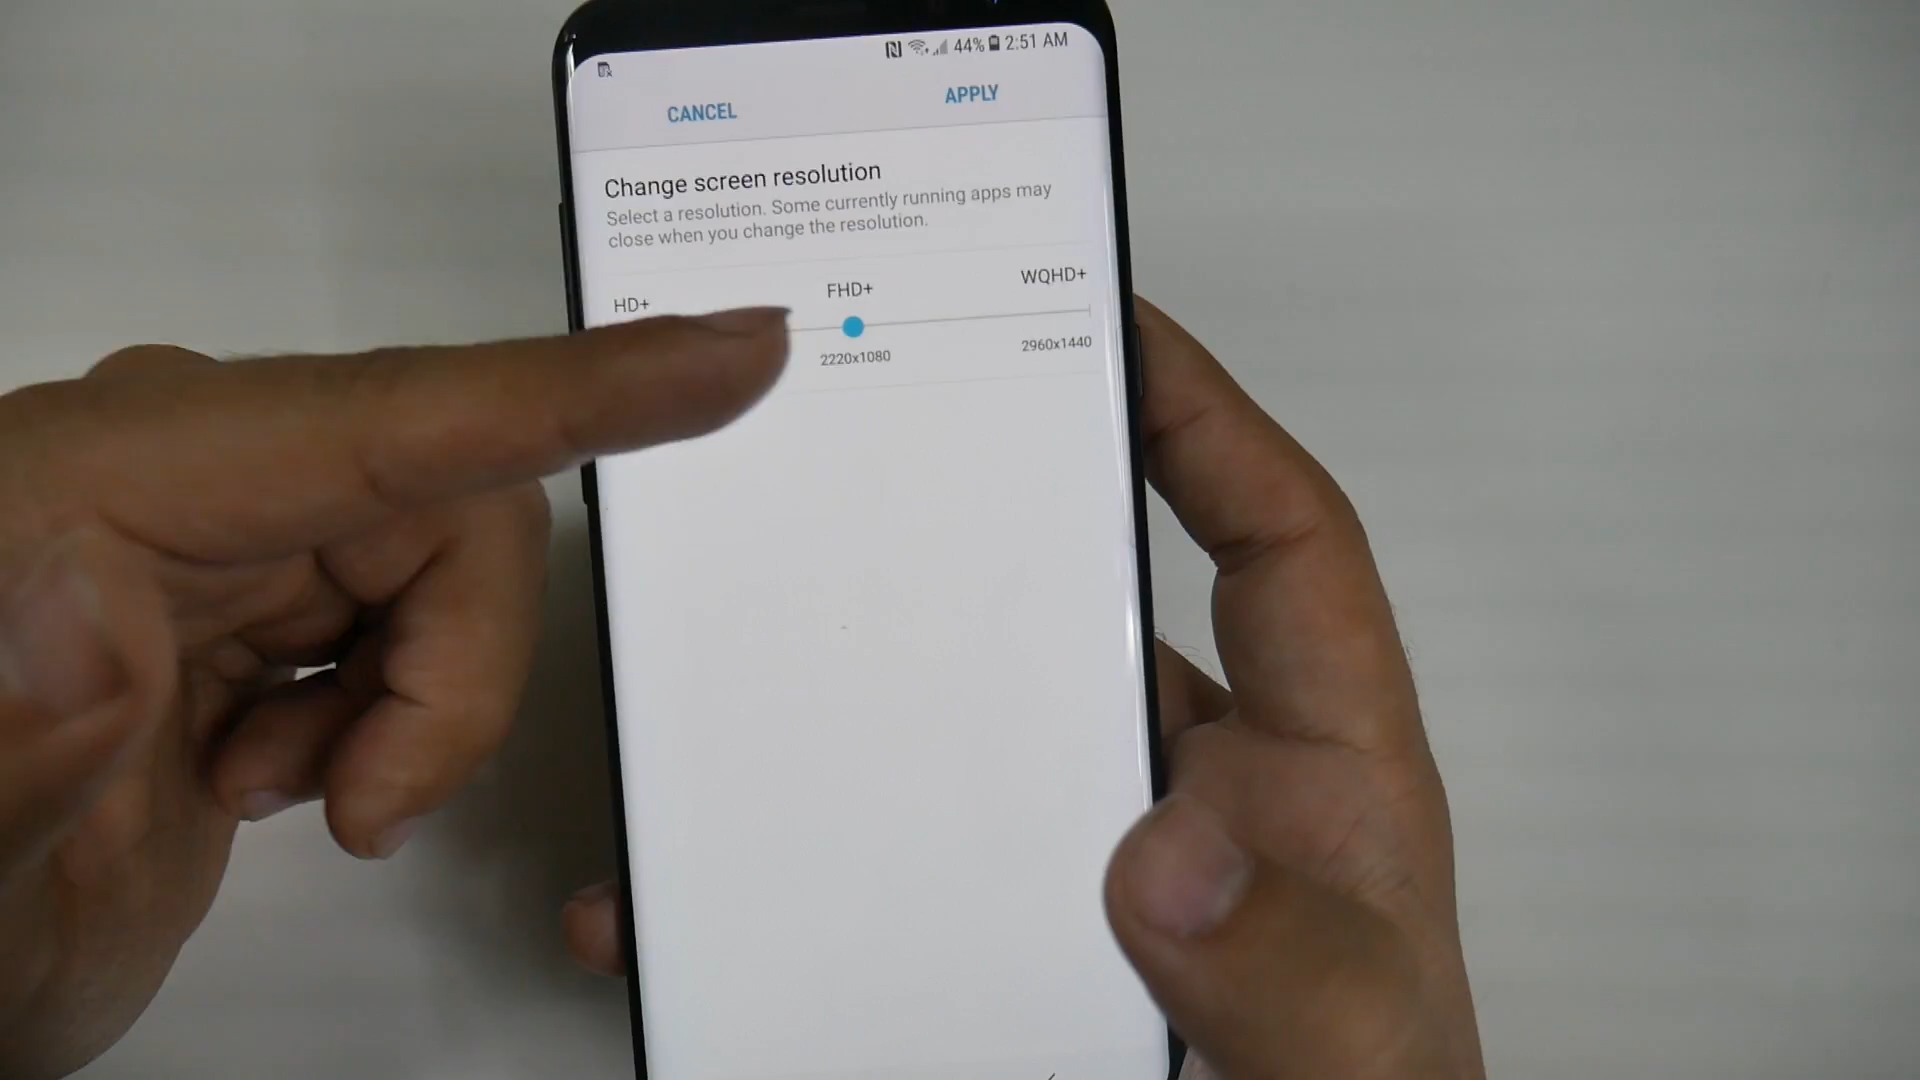 44% 2:51 AM
CANCEL APPLY
Change screen resolution
Select a resolution. Some currently running apps may
close when you change the resolution.
HD+ FHD+ WQHD+
2220x1080 2960x1440